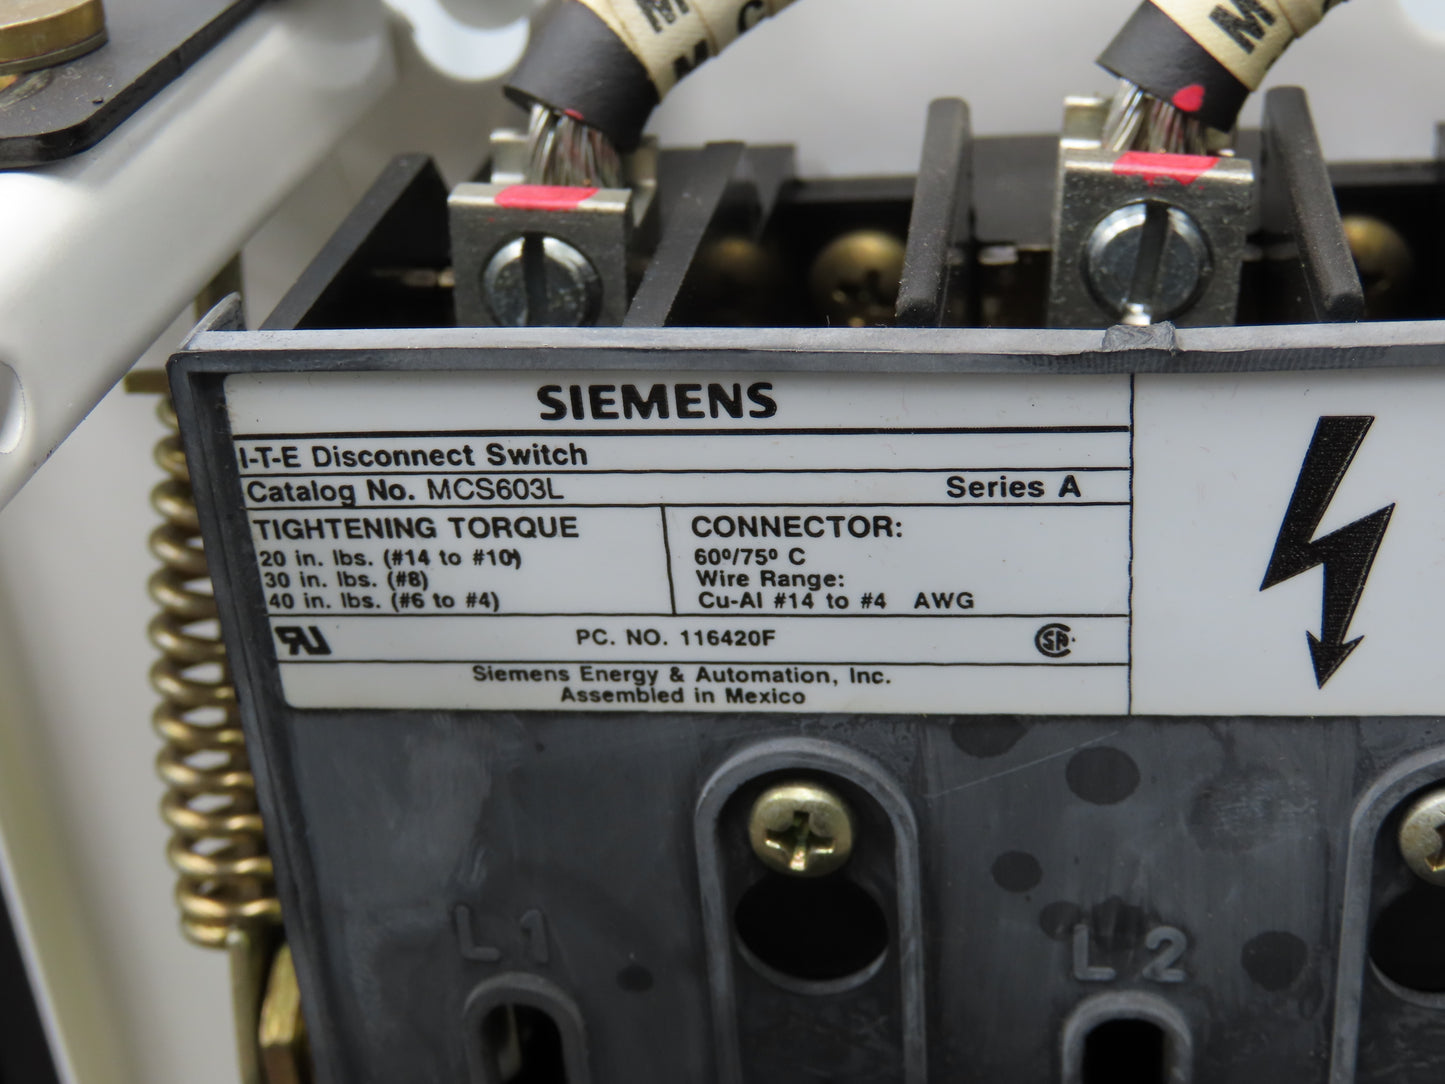 SIEMENS
I-T-E Disconnect Switch
Catalog No. MCS603L Series A
TIGHTENING TORQUE
20 in. lbs. (#14 to #10)
30 in. lbs. (#8)
40 in. lbs. (#6 to #4)
CONNECTOR:
60º/75º C
Wire Range:
Cu-Al #14 to #4 AWG
PC. NO. 116420F
Siemens Energy & Automation, Inc.
Assembled in Mexico
L1
L2